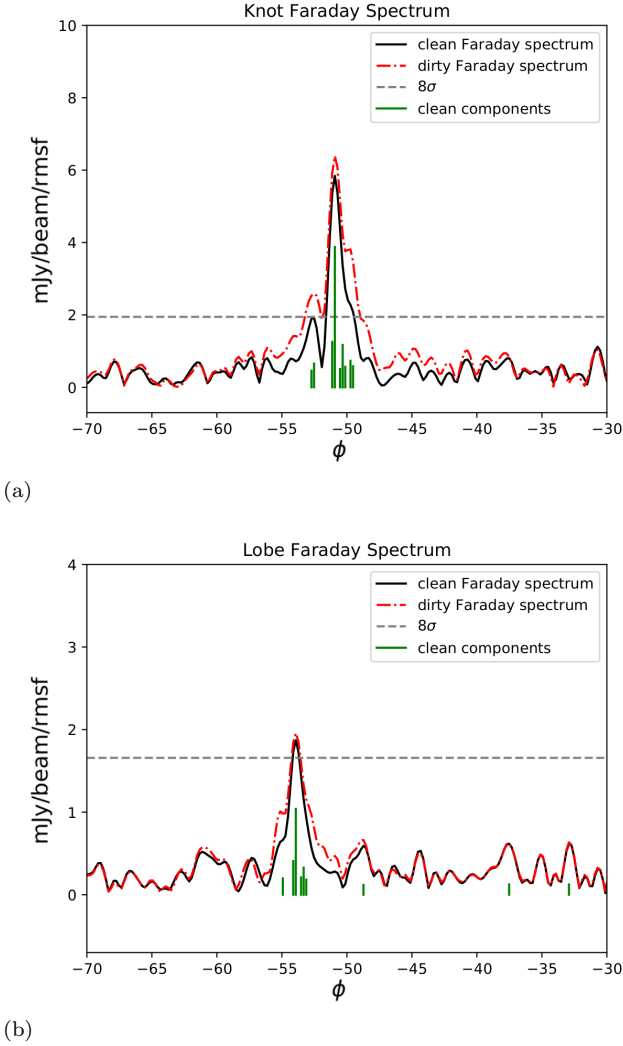 Knot Faraday Spectrum
10
8
6
4
2
0
mJy/beam/rmsf
clean Faraday spectrum
dirty Faraday spectrum
8σ
clean components
−70 −65 −60 −55 −50 −45 −40 −35 −30
ϕ
(a)
Lobe Faraday Spectrum
4
3
2
1
0
mJy/beam/rmsf
clean Faraday spectrum
dirty Faraday spectrum
8σ
clean components
−70 −65 −60 −55 −50 −45 −40 −35 −30
ϕ
(b)